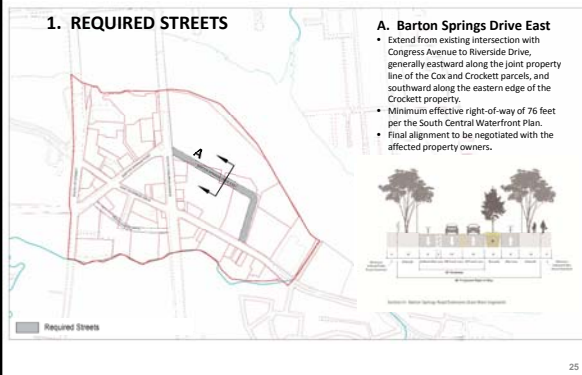 1. REQUIRED STREETS
A
Required Streets
A. Barton Springs Drive East
• Extend from existing intersection with
Congress Avenue to Riverside Drive,
generally eastward along the joint property
line of the Cox and Crockett parcels, and
southward along the eastern edge of the
Crockett property.
• Minimum effective right-of-way of 76 feet
per the South Central Waterfront Plan.
• Final alignment to be negotiated with the
affected property owners.
25